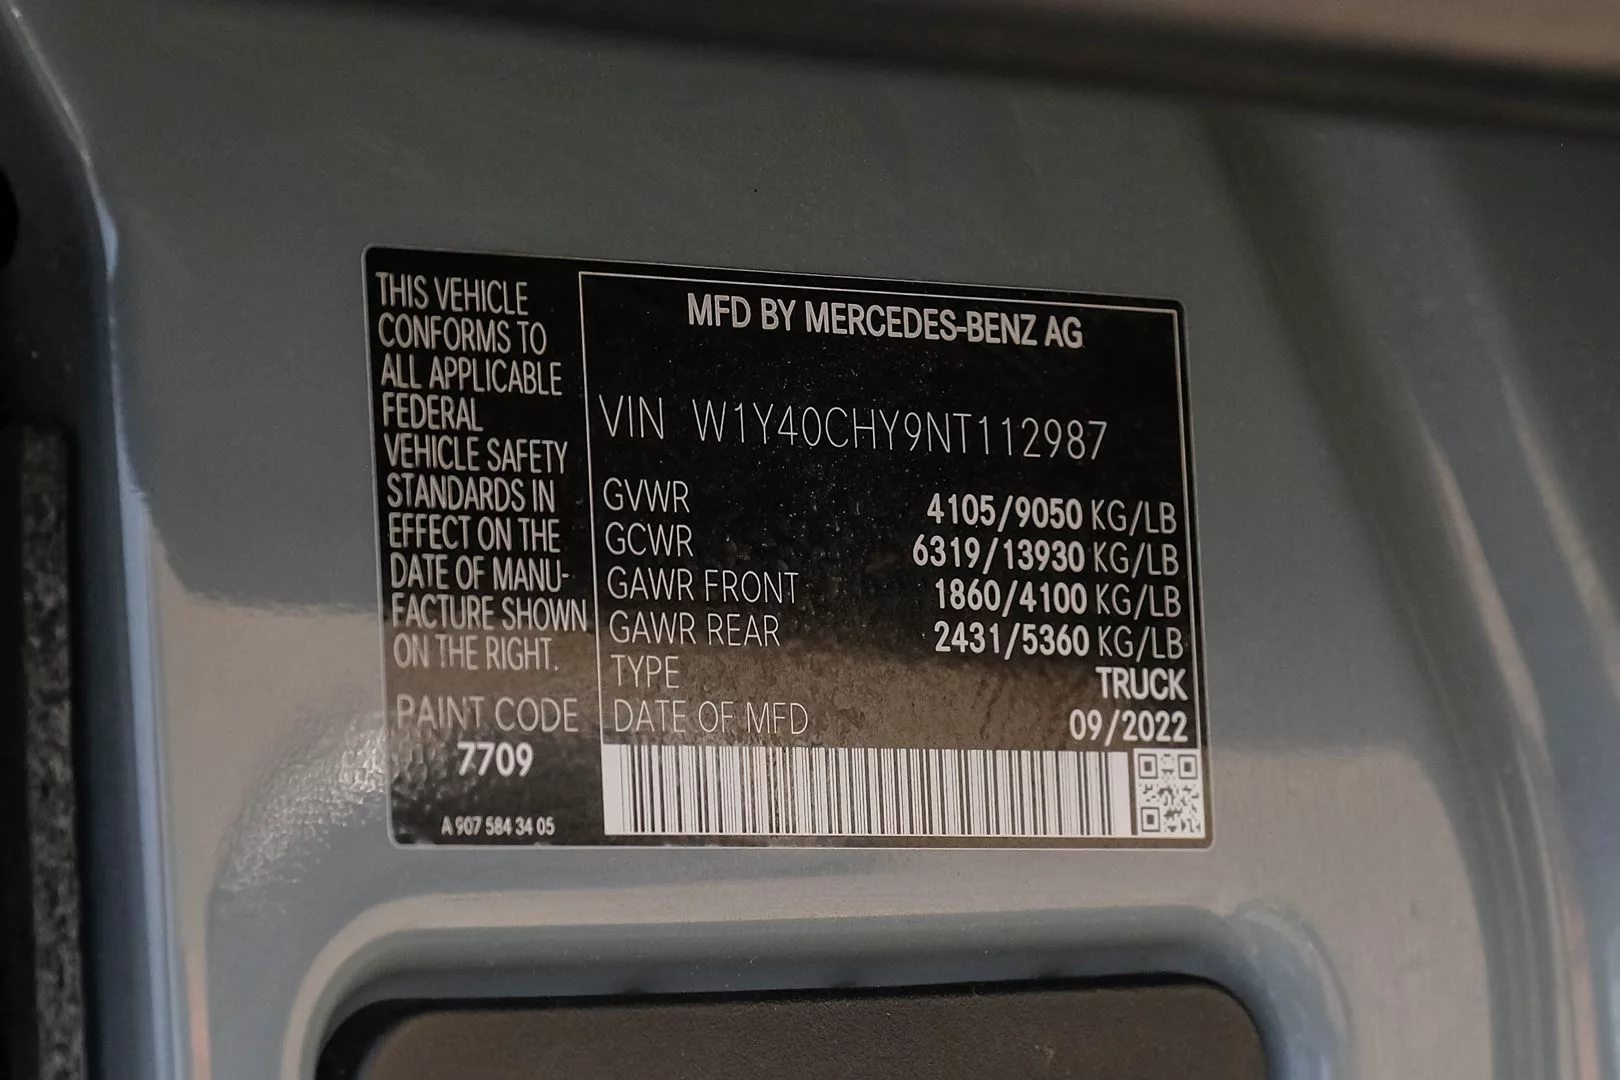 THIS VEHICLE
CONFORMS TO
ALL APPLICABLE
FEDERAL
VEHICLE SAFETY
STANDARDS IN
EFFECT ON THE
DATE OF MANU-
FACTURE SHOWN
ON THE RIGHT.
PAINT CODE
7709
A 907 584 34 05
MFD BY MERCEDES-BENZ AG
VIN W1Y40CHY9NT112987
GVWR 4105/9050 KG/LB
GCWR 6319/13930 KG/LB
GAWR FRONT 1860/4100 KG/LB
GAWR REAR 2431/5360 KG/LB
TYPE TRUCK
DATE OF MFD 09/2022